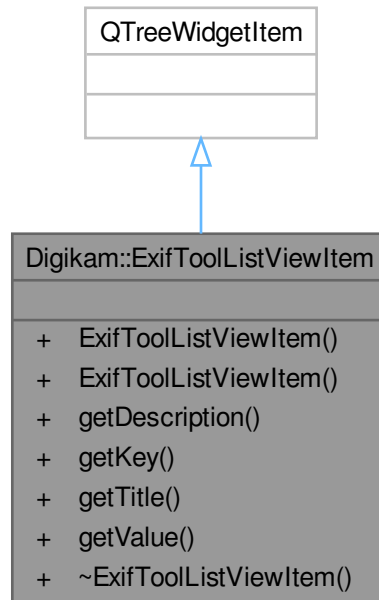 QTreeWidgetItem
Digikam::ExifToolListViewItem
+ ExifToolListViewItem()
+ ExifToolListViewItem()
+ getDescription()
+ getKey()
+ getTitle()
+ getValue()
+ ~ExifToolListViewItem()